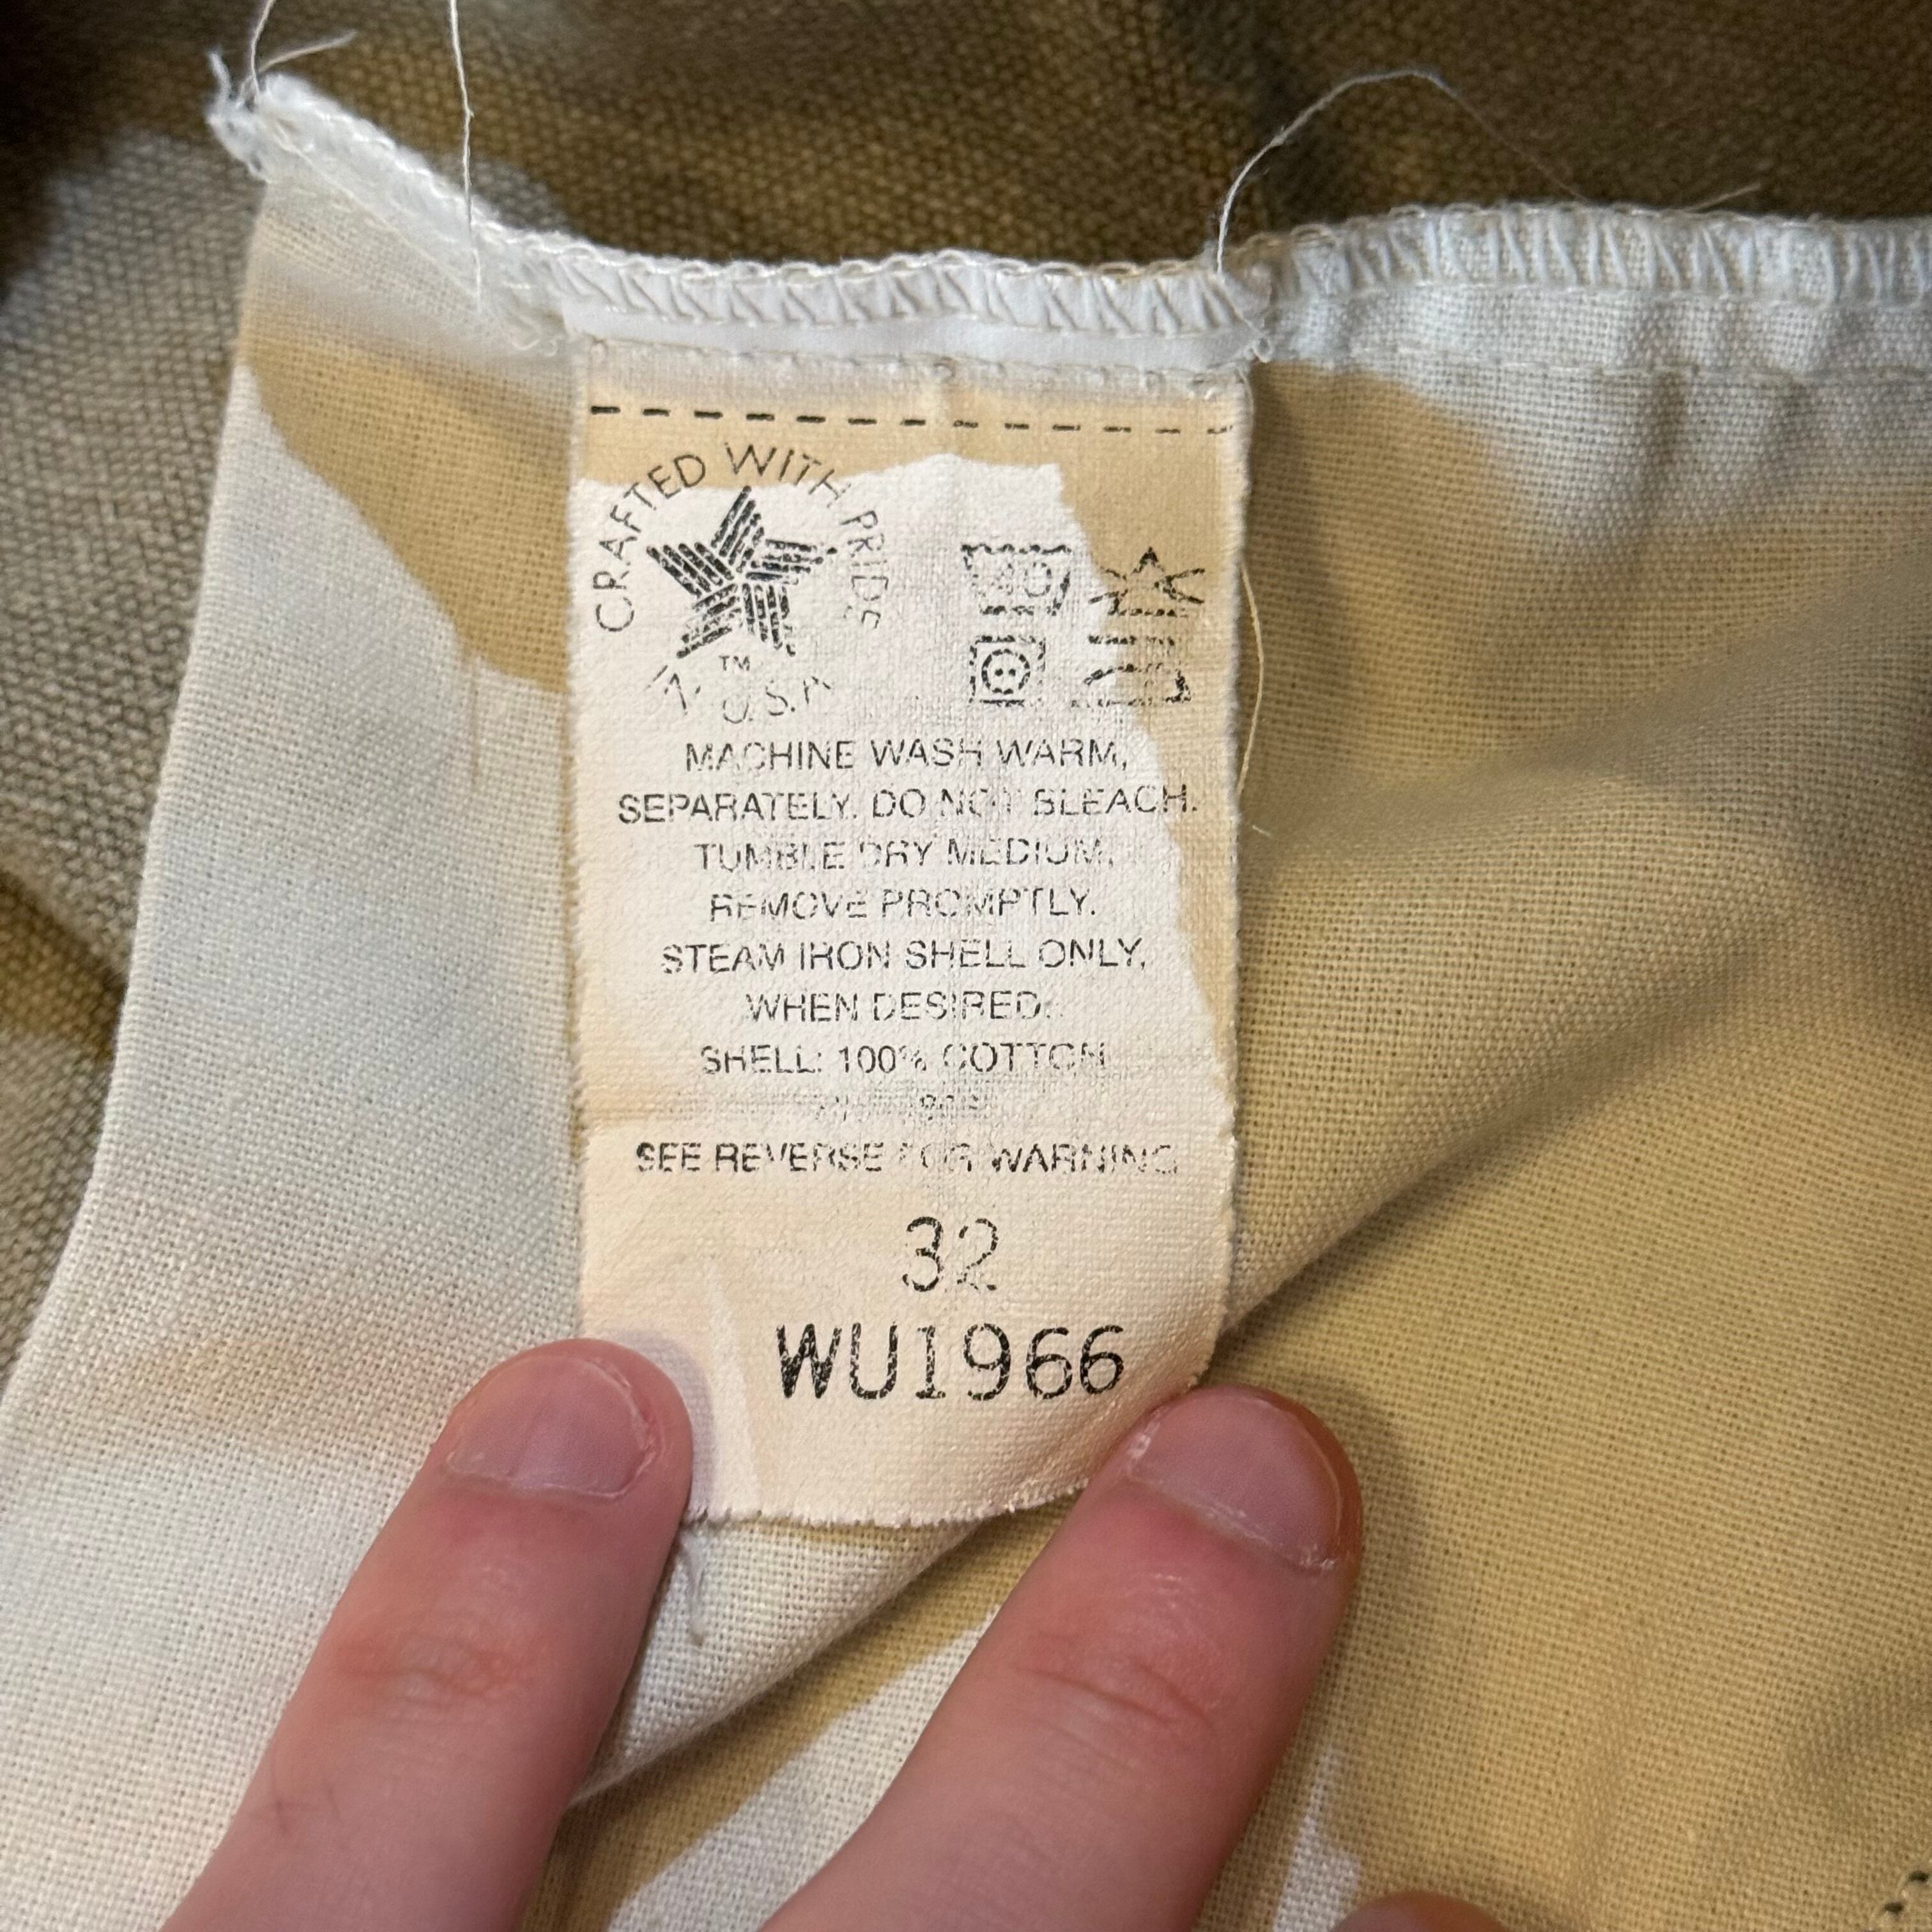 CRAFTED WITH PRIDE
TM
U.S.A
40
MACHINE WASH WARM,
SEPARATELY. DO NOT BLEACH.
TUMBLE DRY MEDIUM,
REMOVE PROMPTLY.
STEAM IRON SHELL ONLY,
WHEN DESIRED.
SHELL: 100% COTTON
SEE REVERSE FOR WARNING
32
WU1966